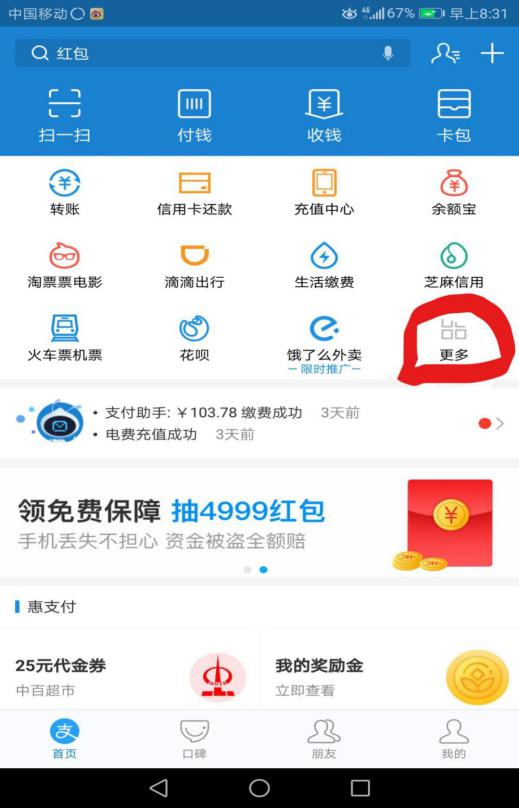 中国移动 4G 67% 早上8:31
红包
扫一扫 付钱 收钱 卡包
转账 信用卡还款 充值中心 余额宝
淘票票电影 滴滴出行 生活缴费 芝麻信用
火车票机票 花呗 饿了么外卖 更多
限时推广
支付助手: ¥103.78 缴费成功 3天前
电费充值成功 3天前
领免费保障 抽4999红包
手机丢失不担心 资金被盗全额赔
惠支付
25元代金券 我的奖励金
中百超市 立即查看
支
首页 口碑 朋友 我的